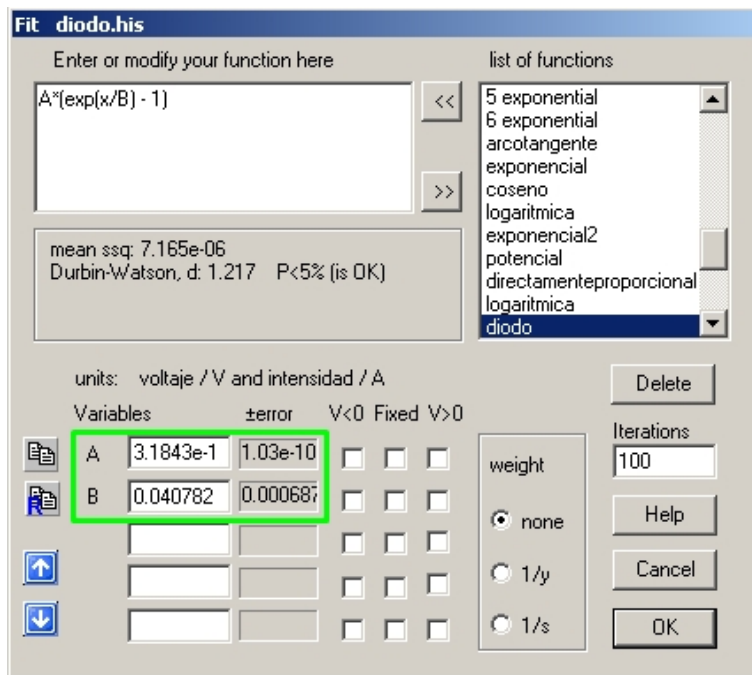 Fit diodo.his
Enter or modify your function here
list of functions
A*(exp(x/B) - 1)
<<
>>
5 exponential
6 exponential
arcotangente
exponencial
coseno
logaritmica
exponencial2
potencial
directamenteproporcional
logaritmica
diodo
mean ssq: 7.165e-06
Durbin-Watson, d: 1.217 P<5% (is OK)
units: voltaje / V and intensidad / A
Variables ±error V<0 Fixed V>0
A 3.1843e-1 1.03e-10
B 0.040782 0.000687
weight
none
1/y
1/s
Delete
Iterations
100
Help
Cancel
OK
R